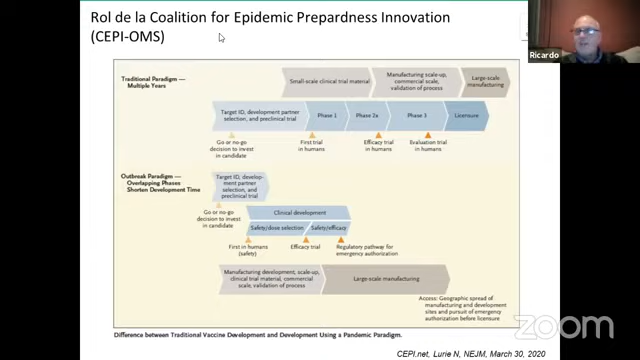 Rol de la Coalition for Epidemic Prepardness Innovation
(CEPI-OMS)
Ricardo
Traditional Paradigm —
Multiple Years
Small-scale clinical trial material
Manufacturing scale-up,
commercial scale,
validation of process
Large-scale
manufacturing
Target ID, development partner
selection, and preclinical trial
Phase 1
Phase 2a
Phase 3
Licensure
Go or no-go
decision to invest
in candidate
First trial
in humans
Efficacy trial
in humans
Evaluation trial
in humans
Outbreak Paradigm —
Overlapping Phases
Shorten Development Time
Target ID, develop-
ment partner
selection, and
preclinical trial
Go or no-go
decision to invest
in candidate
Clinical development
Safety/dose selection
Safety/efficacy
First in humans
(safety)
Efficacy trial
Regulatory pathway for
emergency authorization
Manufacturing development, scale-up,
clinical trial material, commercial
scale, validation of process
Large-scale manufacturing
Access: Geographic spread of
manufacturing and development
sites and pursuit of emergency
authorization before licensure
Difference between Traditional Vaccine Development and Development Using a Pandemic Paradigm.
zoom
CEPI.net, Lurie N, NEJM, March 30, 2020